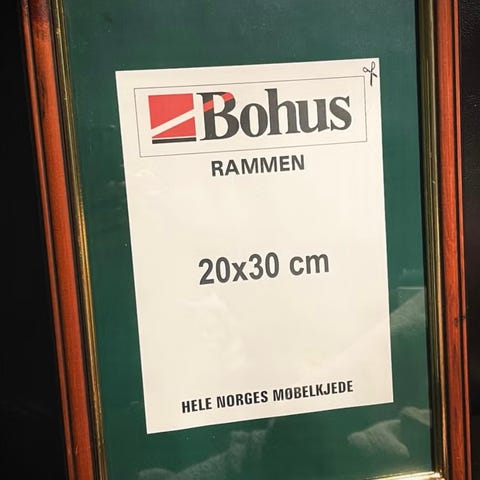 Bohus
RAMMEN
20x30 cm
HELE NORGES MØBELKJEDE